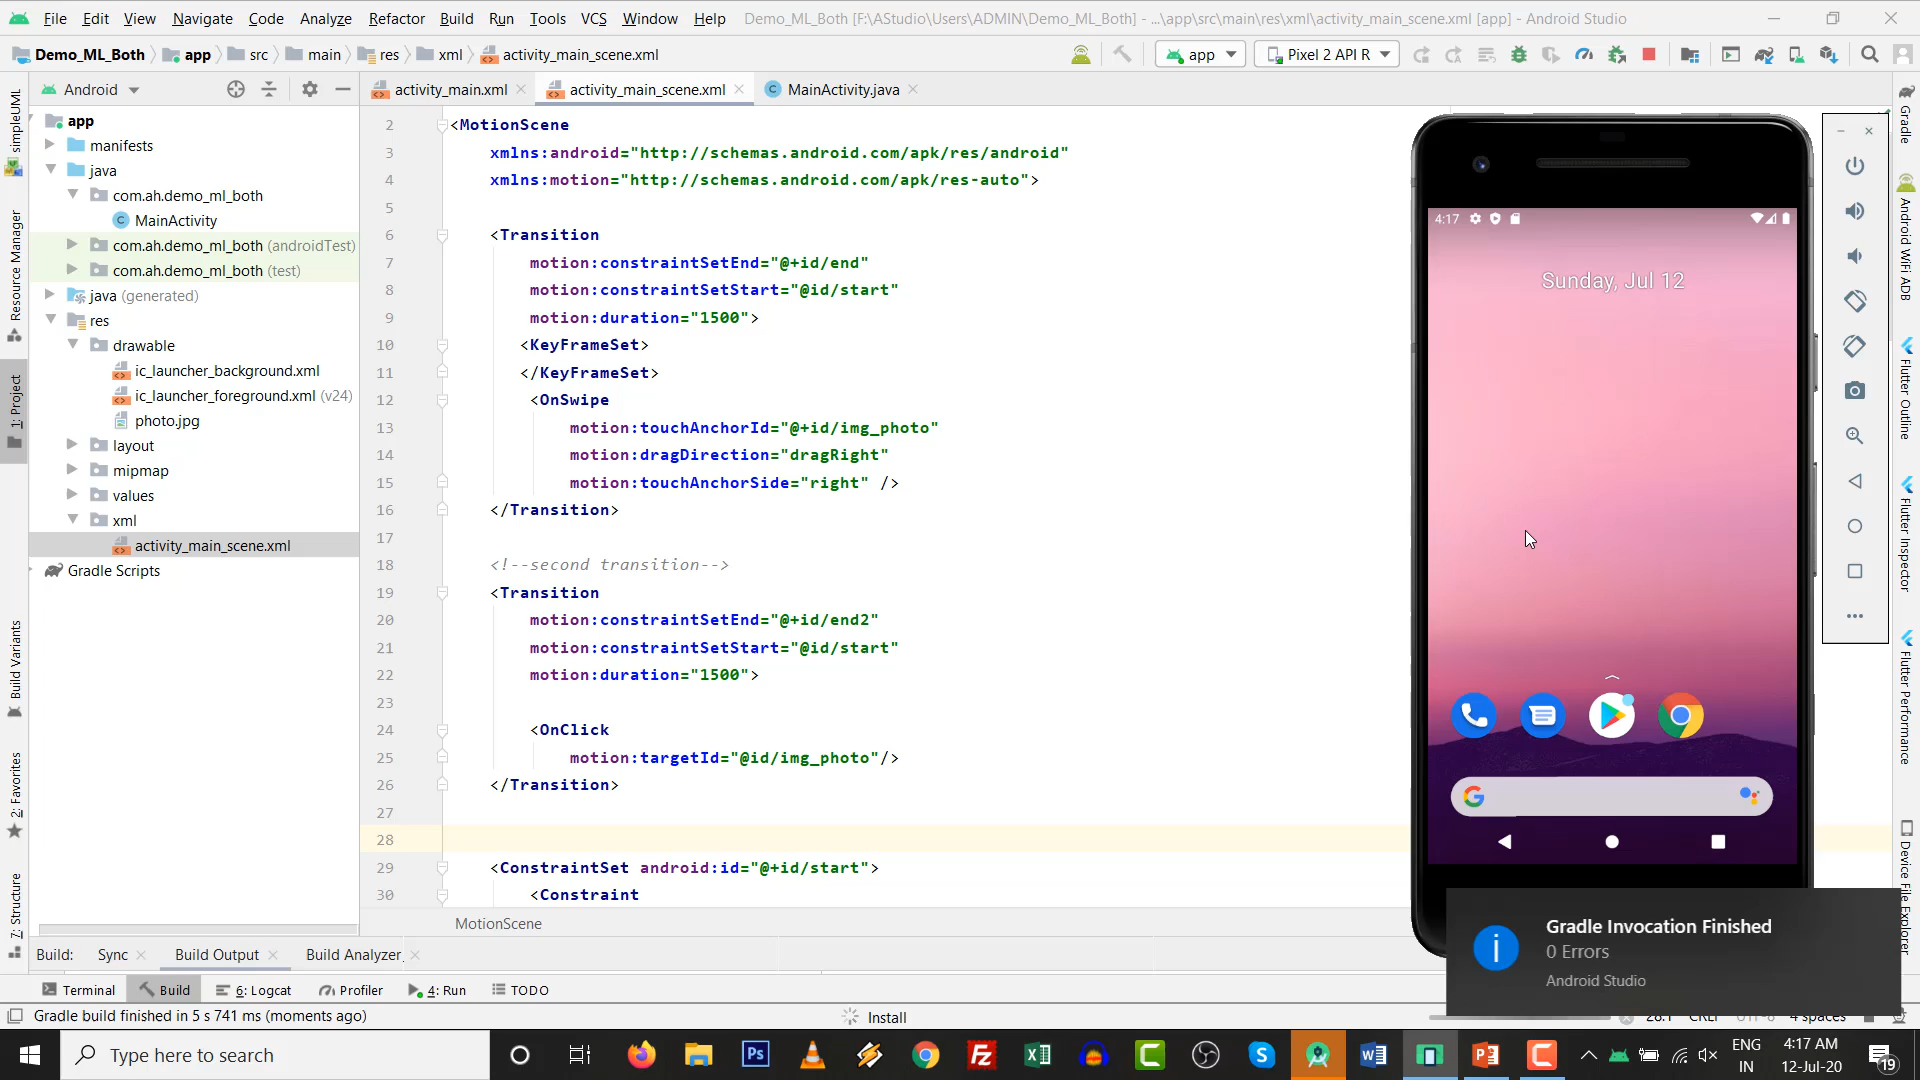 File Edit View Navigate Code Analyze Refactor Build Run Tools VCS Window Help Demo_ML_Both [F:\AStudio\Users\ADMIN\Demo_ML_Both] - ...\app\src\main\res\xml\activity_main_scene.xml [app] - Android Studio
Demo_ML_Both app src main res xml activity_main_scene.xml app Pixel 2 API R
Android activity_main.xml activity_main_scene.xml MainActivity.java
app
manifests
java
com.ah.demo_ml_both
MainActivity
com.ah.demo_ml_both (androidTest)
com.ah.demo_ml_both (test)
java (generated)
res
drawable
ic_launcher_background.xml
ic_launcher_foreground.xml (v24)
photo.jpg
layout
mipmap
values
xml
activity_main_scene.xml
Gradle Scripts
simpleUML
Resource Manager
1: Project
Build Variants
2: Favorites
7: Structure
2 <MotionScene
3 xmlns:android="http://schemas.android.com/apk/res/android"
4 xmlns:motion="http://schemas.android.com/apk/res-auto">
5
6 <Transition
7 motion:constraintSetEnd="@+id/end"
8 motion:constraintSetStart="@id/start"
9 motion:duration="1500">
10 <KeyFrameSet>
11 </KeyFrameSet>
12 <OnSwipe
13 motion:touchAnchorId="@+id/img_photo"
14 motion:dragDirection="dragRight"
15 motion:touchAnchorSide="right" />
16 </Transition>
17
18 <!--second transition-->
19 <Transition
20 motion:constraintSetEnd="@+id/end2"
21 motion:constraintSetStart="@id/start"
22 motion:duration="1500">
23
24 <OnClick
25 motion:targetId="@id/img_photo"/>
26 </Transition>
27
28
29 <ConstraintSet android:id="@+id/start">
30 <Constraint
MotionScene
4:17
Sunday, Jul 12
Gradle
Android WiFi ADB
Flutter Outline
Flutter Inspector
Flutter Performance
Device File Explorer
Gradle Invocation Finished
0 Errors
Android Studio
Build: Sync Build Output Build Analyzer
Terminal Build 6: Logcat Profiler 4: Run TODO
Gradle build finished in 5 s 741 ms (moments ago) Install 28:1 CRLF UTF-8 4 spaces
Type here to search
ENG
IN
4:17 AM
12-Jul-20
19